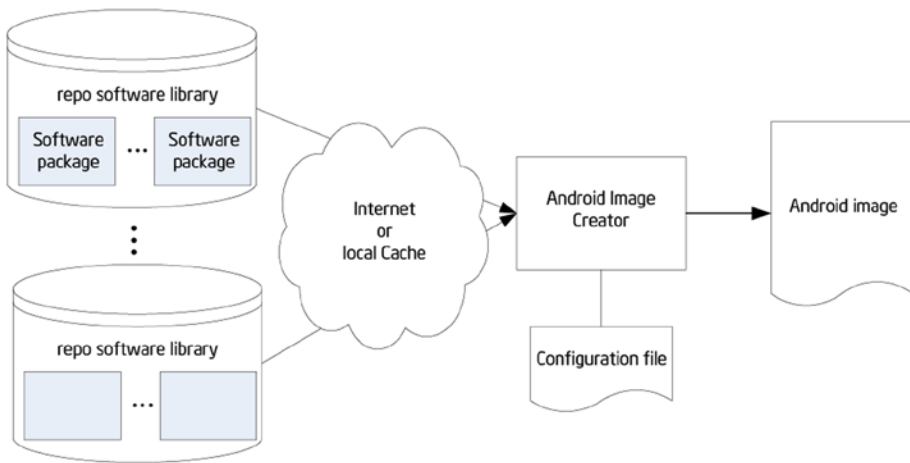 repo software library
Software
package
...
Software
package
Internet
or
local Cache
Android Image
Creator
Android image
Configuration file
repo software library
...